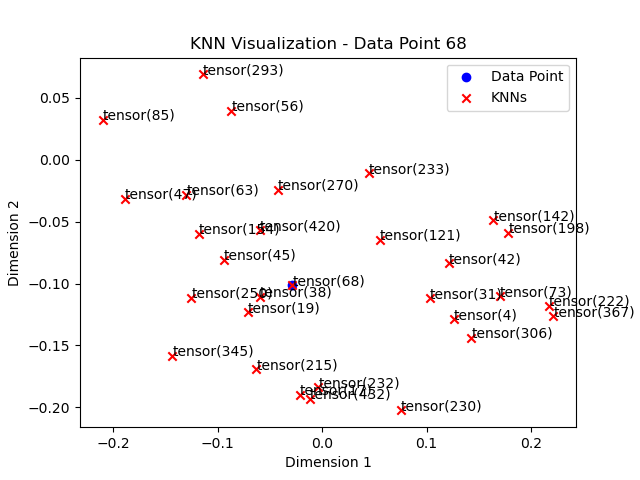 KNN Visualization - Data Point 68
Data Point
KNNs
tensor(293)
tensor(56)
tensor(85)
tensor(233)
tensor(270)
tensor(63)
tensor(142)
tensor(198)
tensor(420)
tensor(121)
tensor(45)
tensor(42)
tensor(68)
tensor(38)
tensor(73)
tensor(222)
tensor(19)
tensor(4)
tensor(367)
tensor(306)
tensor(345)
tensor(215)
tensor(232)
tensor(432)
tensor(230)
0.05
0.00
−0.05
−0.10
−0.15
−0.20
−0.2
−0.1
0.0
0.1
0.2
Dimension 1
Dimension 2